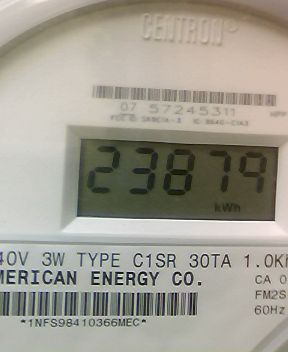 CENTRON®
07 57245311
23879
kWh
40V 3W TYPE C1SR 30TA 1.0Kh
MERICAN ENERGY CO.
CA 0
FM2S
60Hz
*1NFS98410366MEC*